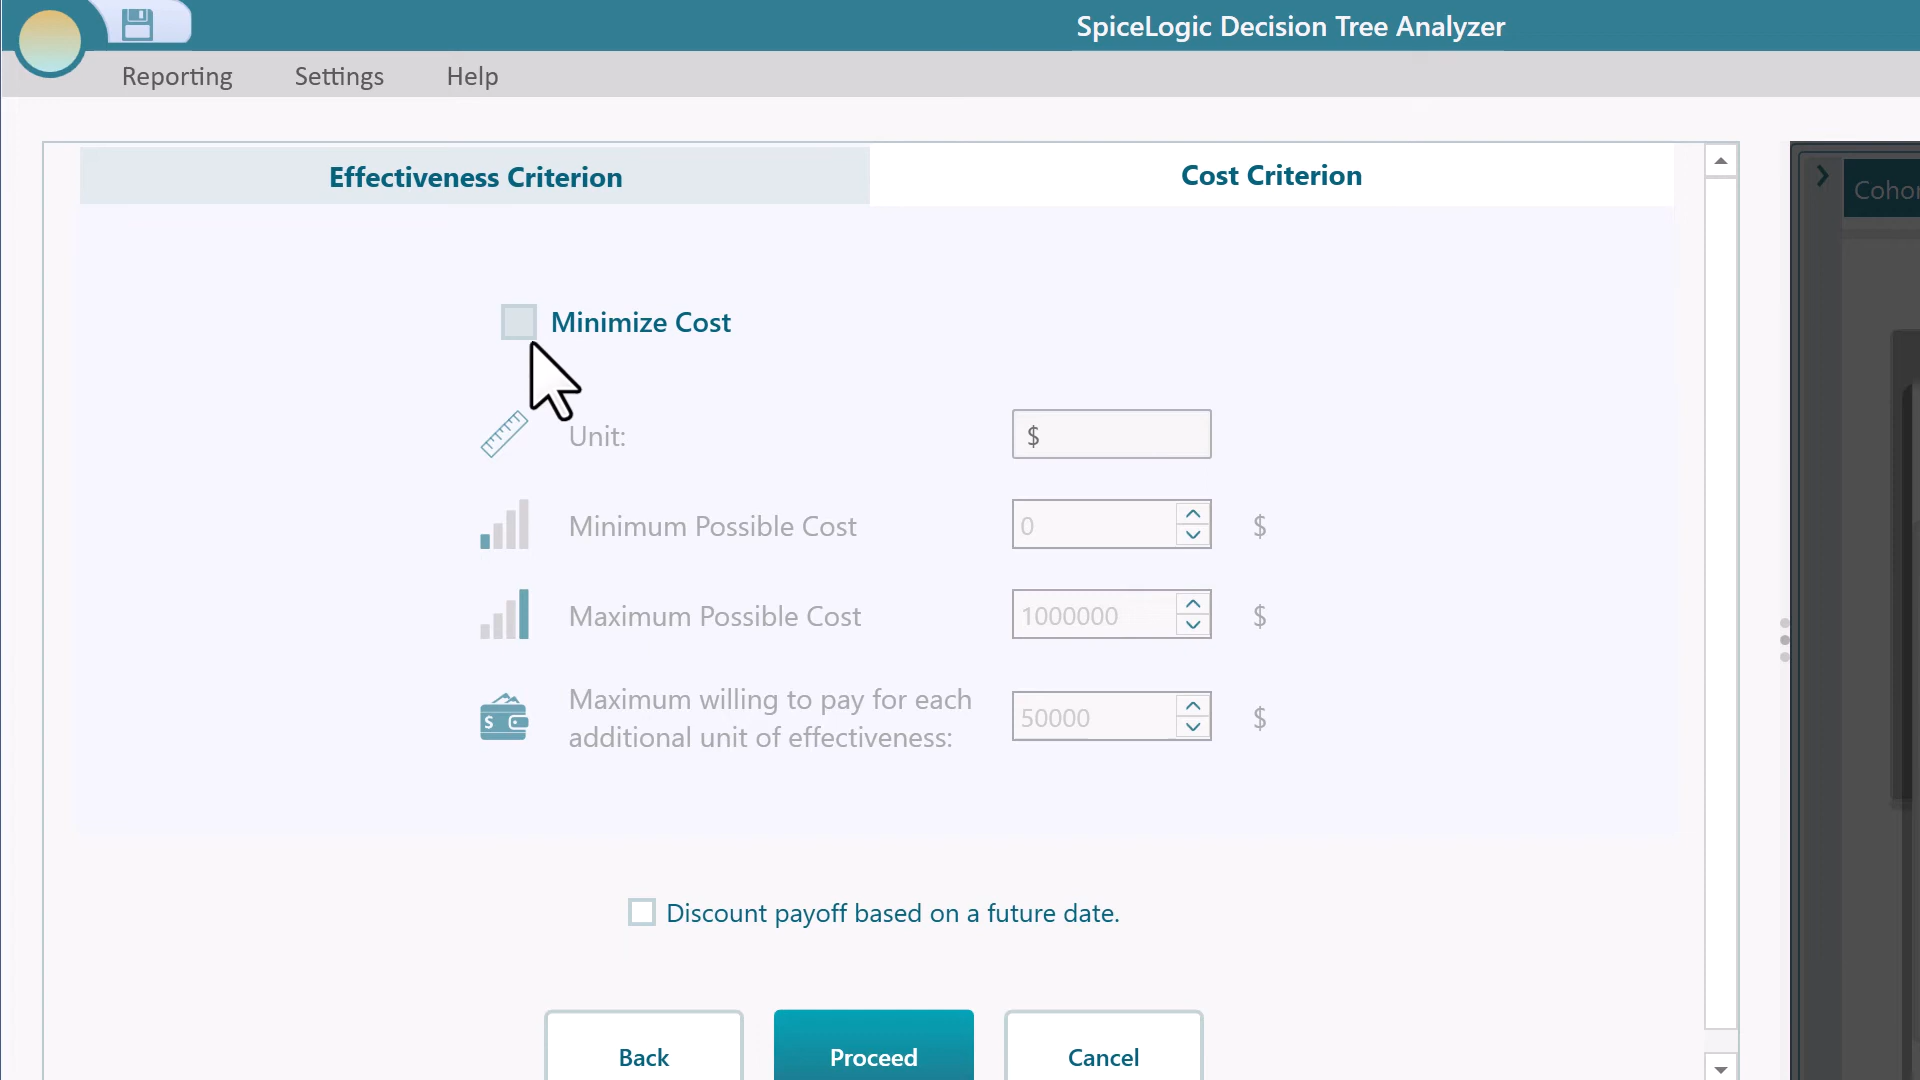 SpiceLogic Decision Tree Analyzer
Reporting Settings Help
Effectiveness Criterion Cost Criterion
Minimize Cost
Unit: $
Minimum Possible Cost 0 $
Maximum Possible Cost 1000000 $
Maximum willing to pay for each
additional unit of effectiveness: 50000 $
Discount payoff based on a future date.
Back Proceed Cancel